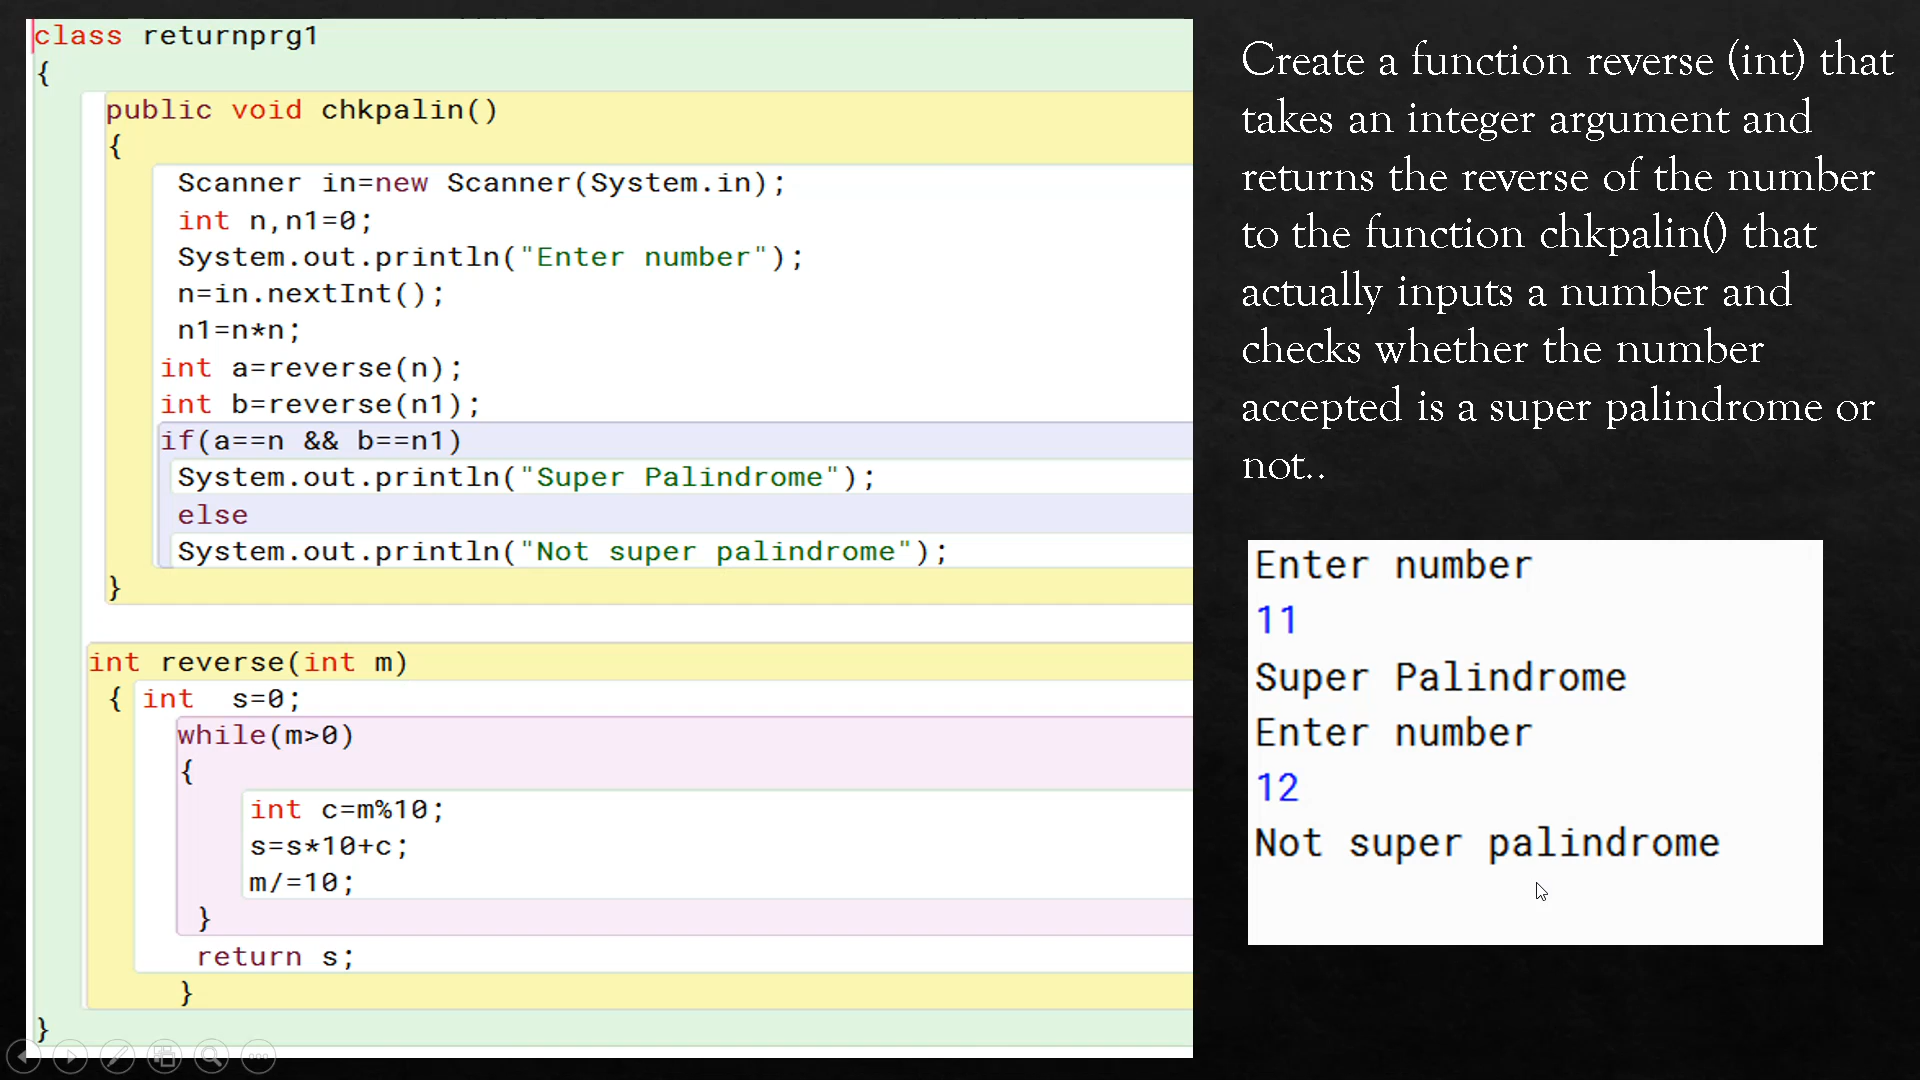 class returnprg1
{
public void chkpalin()
{
Scanner in=new Scanner(System.in);
int n,n1=0;
System.out.println("Enter number");
n=in.nextInt();
n1=n*n;
int a=reverse(n);
int b=reverse(n1);
if(a==n && b==n1)
System.out.println("Super Palindrome");
else
System.out.println("Not super palindrome");
}
int reverse(int m)
{ int s=0;
while(m>0)
{
int c=m%10;
s=s*10+c;
m/=10;
}
return s;
}
}
Create a function reverse (int) that
takes an integer argument and
returns the reverse of the number
to the function chkpalin() that
actually inputs a number and
checks whether the number
accepted is a super palindrome or
not..
Enter number
11
Super Palindrome
Enter number
12
Not super palindrome